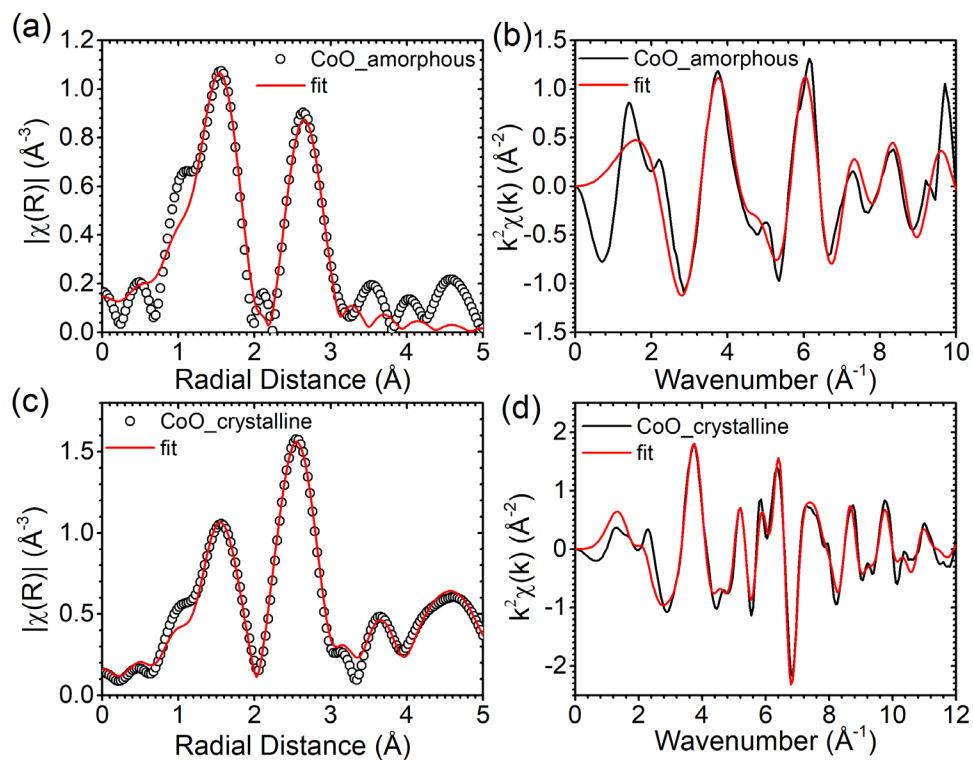 (a)
1.2
1.0
0.8
0.6
0.4
0.2
0.0
|χ(R)| (Å⁻³)
CoO_amorphous
fit
0 1 2 3 4 5
Radial Distance (Å)
(b)
1.5
1.0
0.5
0.0
-0.5
-1.0
-1.5
k²χ(k) (Å⁻²)
CoO_amorphous
fit
0 2 4 6 8 10
Wavenumber (Å⁻¹)
(c)
1.5
1.0
0.5
0.0
|χ(R)| (Å⁻³)
CoO_crystalline
fit
0 1 2 3 4 5
Radial Distance (Å)
(d)
2
1
0
-1
-2
k²χ(k) (Å⁻²)
CoO_crystalline
fit
0 2 4 6 8 10 12
Wavenumber (Å⁻¹)